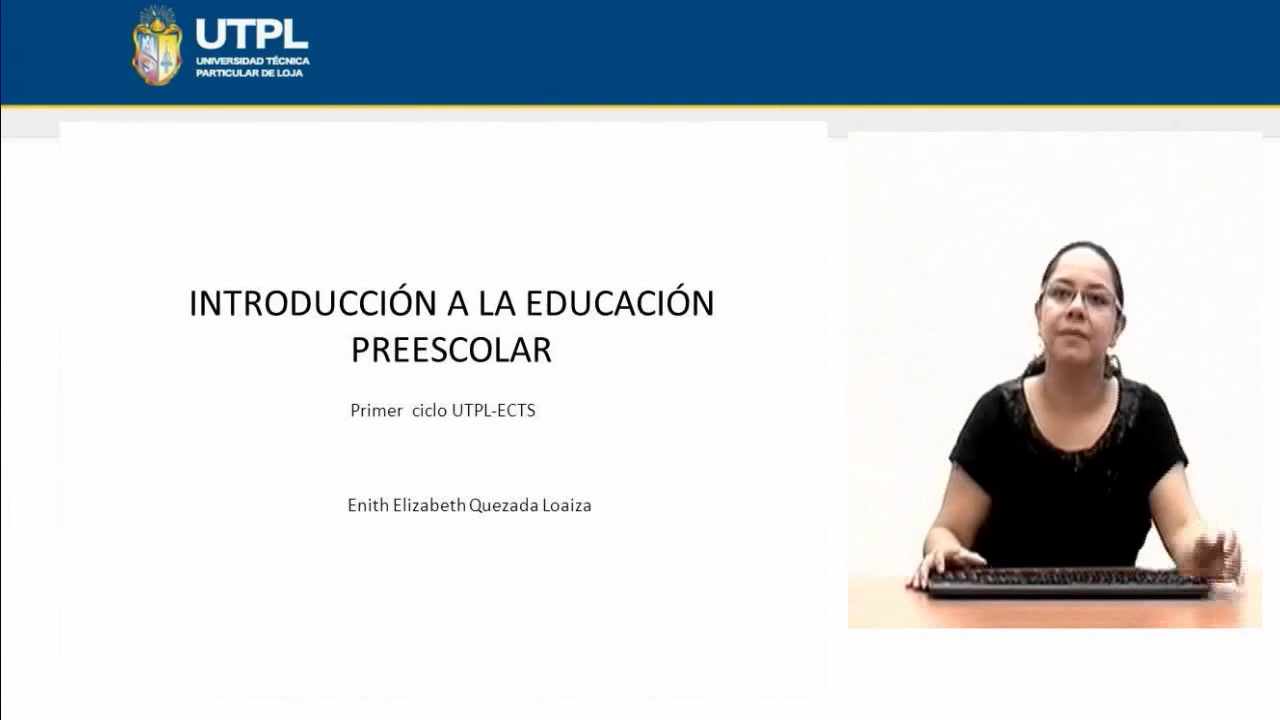 UTPL
UNIVERSIDAD TÉCNICA
PARTICULAR DE LOJA
INTRODUCCIÓN A LA EDUCACIÓN
PREESCOLAR
Primer ciclo UTPL-ECTS
Enith Elizabeth Quezada Loaiza